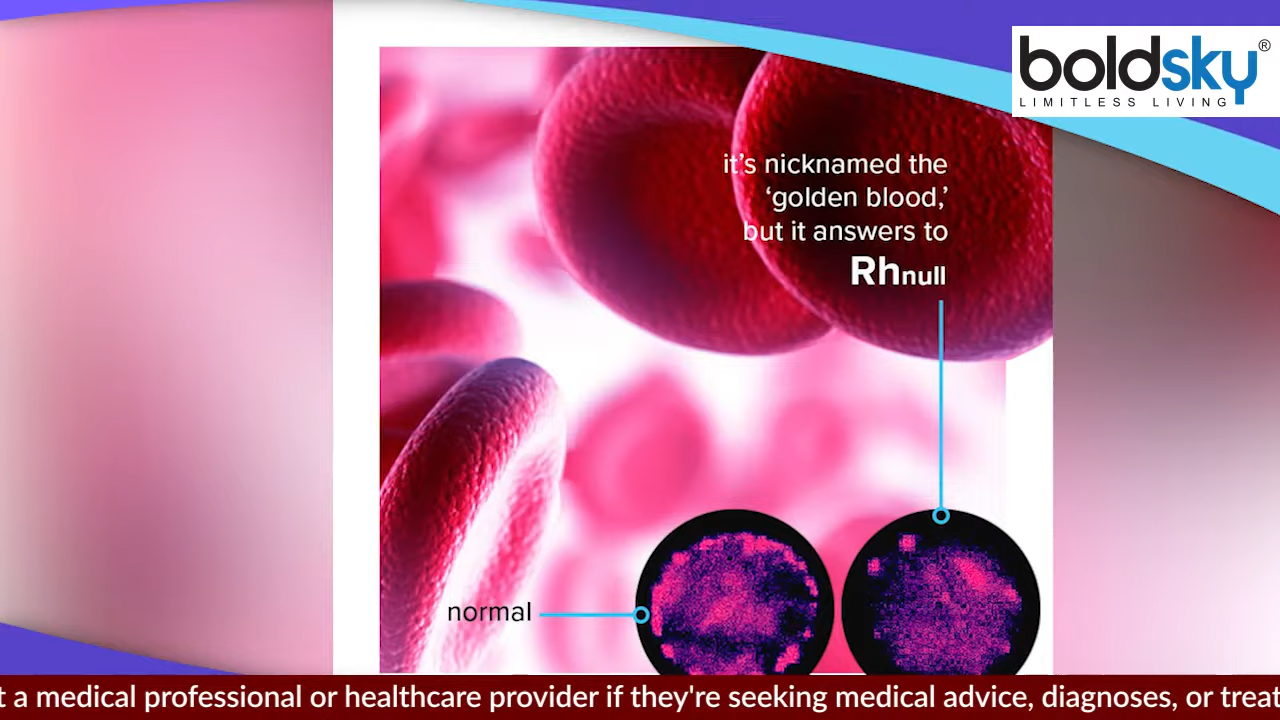 boldsky®
LIMITLESS LIVING
it's nicknamed the
‘golden blood,’
but it answers to
Rhnull
normal
t a medical professional or healthcare provider if they're seeking medical advice, diagnoses, or treat